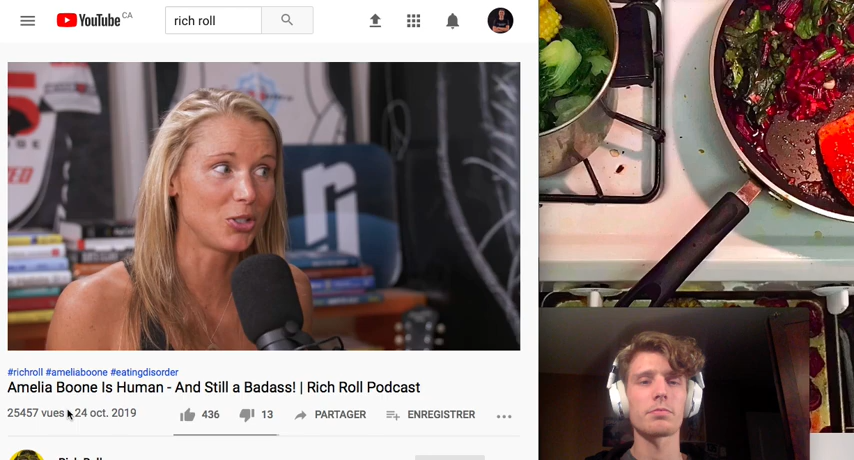 YouTube CA
rich roll
#richroll #ameliaboone #eatingdisorder
Amelia Boone Is Human - And Still a Badass! | Rich Roll Podcast
25457 vues 24 oct. 2019
436
13
PARTAGER
ENREGISTRER